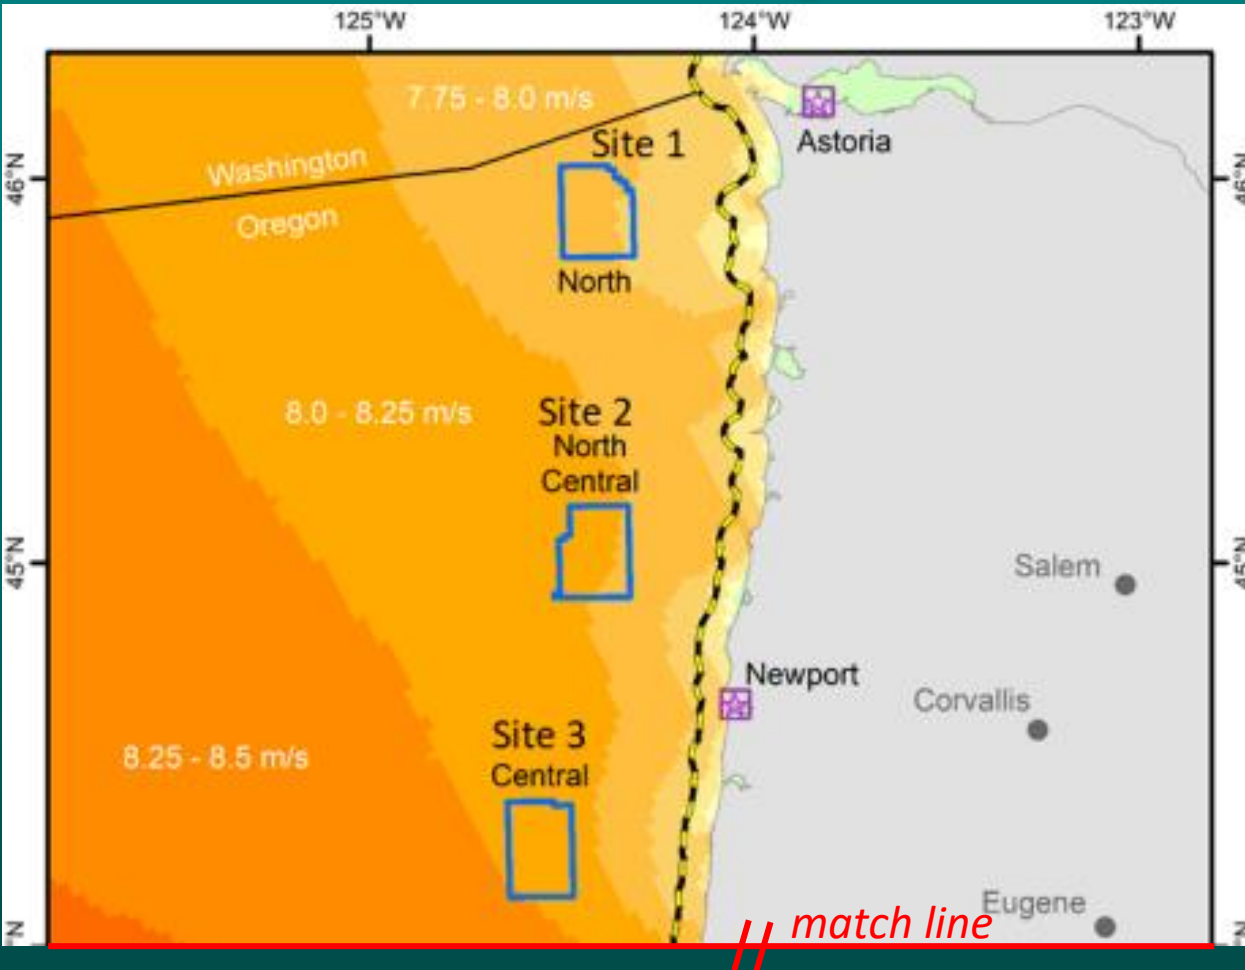 125°W
124°W
123°W
7.75 - 8.0 m/s
Site 1
Astoria
Washington
46°N
46°N
Oregon
North
8.0 - 8.25 m/s
Site 2
North
Central
45°N
45°N
Salem
Newport
Corvallis
Site 3
8.25 - 8.5 m/s
Central
Eugene
match line